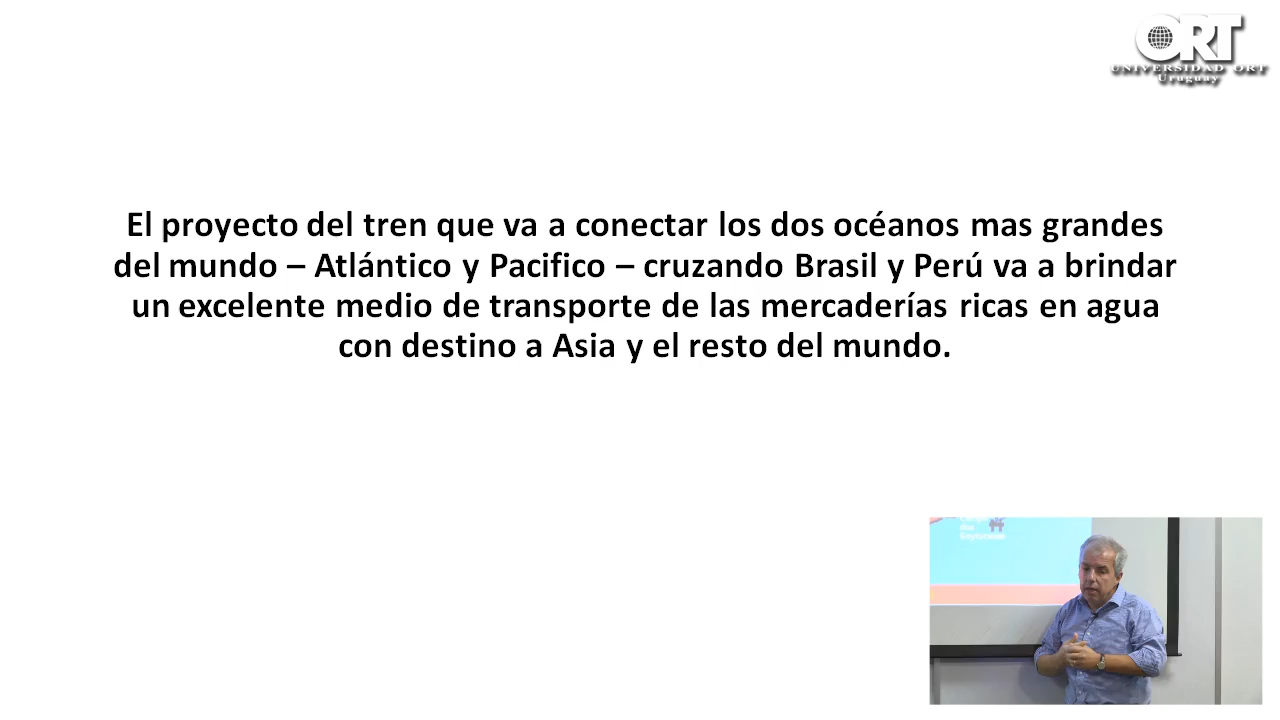 ORT
UNIVERSIDAD ORT
Uruguay
El proyecto del tren que va a conectar los dos océanos mas grandes
del mundo – Atlántico y Pacifico – cruzando Brasil y Perú va a brindar
un excelente medio de transporte de las mercaderías ricas en agua
con destino a Asia y el resto del mundo.
dos